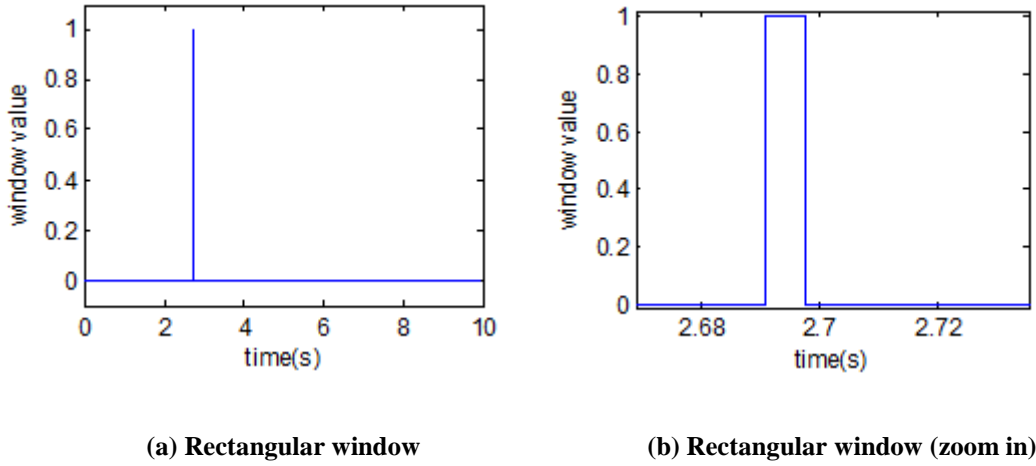 1
0.8
0.6
0.4
0.2
0
window value
0 2 4 6 8 10
time(s)
(a) Rectangular window
1
0.8
0.6
0.4
0.2
0
window value
2.68 2.7 2.72
time(s)
(b) Rectangular window (zoom in)